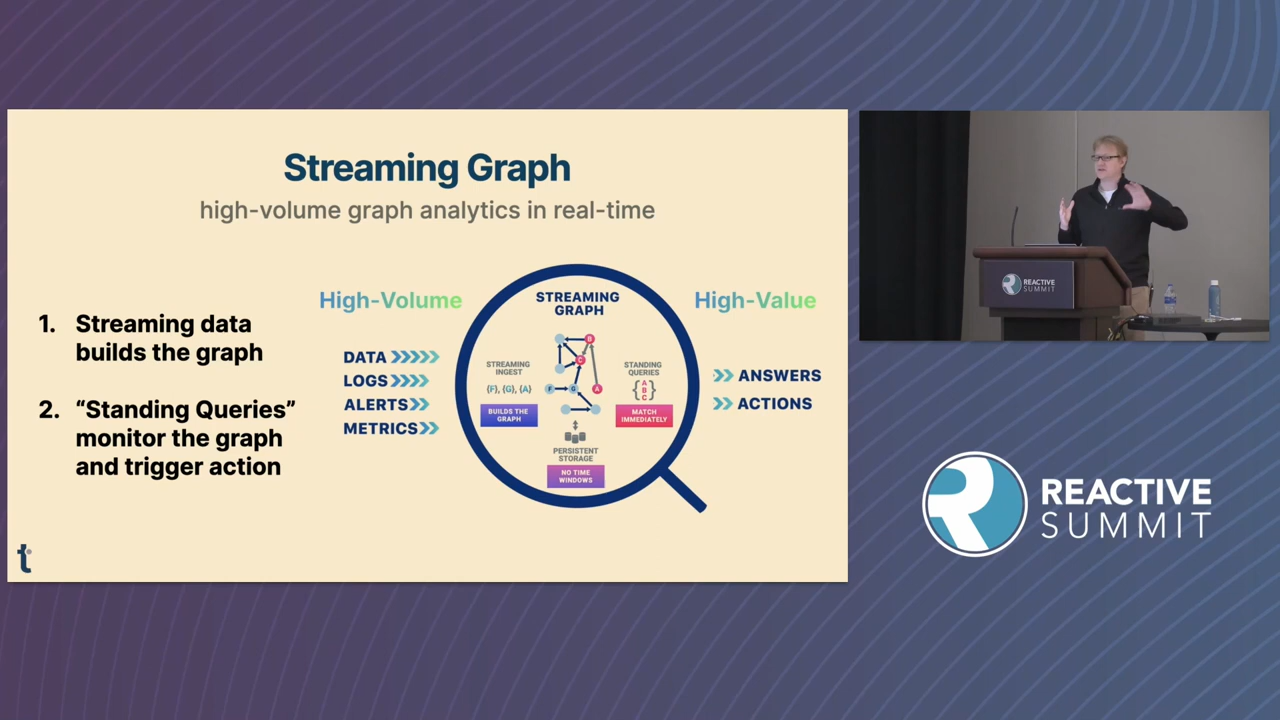 Streaming Graph
high-volume graph analytics in real-time
1. Streaming data
builds the graph
2. “Standing Queries”
monitor the graph
and trigger action
High-Volume
DATA
LOGS
ALERTS
METRICS
STREAMING
GRAPH
STREAMING
INGEST
{F}, {G}, {A}
BUILDS THE
GRAPH
B
C
F
G
A
STANDING
QUERIES
A
B
C
MATCH
IMMEDIATELY
PERSISTENT
STORAGE
NO TIME
WINDOWS
High-Value
ANSWERS
ACTIONS
t
REACTIVE
SUMMIT
R REACTIVE
SUMMIT